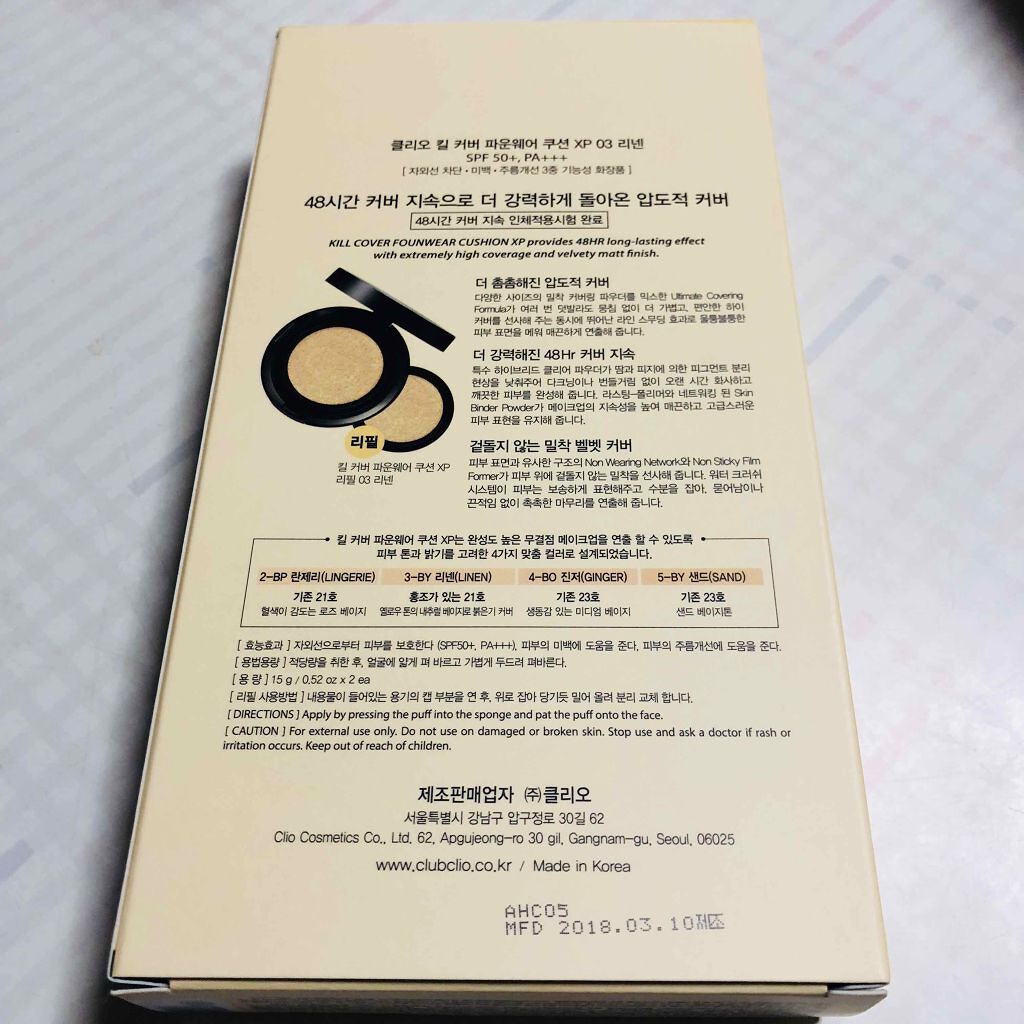 클리오 킬 커버 파운웨어 쿠션 XP 03 리넨
SPF 50+, PA+++
[ 자외선 차단 • 미백 • 주름개선 3중 기능성 화장품 ]
48시간 커버 지속으로 더 강력하게 돌아온 압도적 커버
48시간 커버 지속 인체적용시험 완료
KILL COVER FOUNWEAR CUSHION XP provides 48HR long-lasting effect
with extremely high coverage and velvety matt finish.
더 촘촘해진 압도적 커버
다양한 사이즈의 밀착 커버링 파우더를 믹스한 Ultimate Covering
Formula가 여러 번 덧발라도 뭉침 없이 더 가볍고, 편안한 하이
커버를 선사해 주는 동시에 뛰어난 라인 스무딩 효과로 울퉁불퉁한
피부 표면을 메워 매끈하게 연출해 줍니다.
더 강력해진 48Hr 커버 지속
특수 하이브리드 클리어 파우더가 땀과 피지에 의한 피그먼트 분리
현상을 낮춰주어 다크닝이나 번들거림 없이 오랜 시간 화사하고
깨끗한 피부를 완성해 줍니다. 라스팅-폴리머와 네트워킹 된 Skin
Binder Powder가 메이크업의 지속성을 높여 매끈하고 고급스러운
피부 표현을 유지해 줍니다.
겉돌지 않는 밀착 벨벳 커버
피부 표면과 유사한 구조의 Non Wearing Network와 Non Sticky Film
Former가 피부 위에 겉돌지 않는 밀착을 선사해 줍니다. 워터 크러쉬
시스템이 피부는 보송하게 표현해주고 수분을 잡아, 묻어남이나
끈적임 없이 촉촉한 마무리를 연출해 줍니다.
리필
킬 커버 파운웨어 쿠션 XP
리필 03 리넨
킬 커버 파운웨어 쿠션 XP는 완성도 높은 무결점 메이크업을 연출 할 수 있도록
피부 톤과 밝기를 고려한 4가지 맞춤 컬러로 설계되었습니다.
2-BP 란제리(LINGERIE) 3-BY 리넨(LINEN) 4-BO 진저(GINGER) 5-BY 샌드(SAND)
기존 21호 홍조가 있는 21호 기존 23호 기존 23호
혈색이 감도는 로즈 베이지 옐로우 톤의 내추럴 베이지로 붉은기 커버 생동감 있는 미디엄 베이지 샌드 베이지톤
[ 효능효과 ] 자외선으로부터 피부를 보호한다 (SPF50+, PA+++), 피부의 미백에 도움을 준다, 피부의 주름개선에 도움을 준다.
[ 용법용량 ] 적당량을 취한 후, 얼굴에 얇게 펴 바르고 가볍게 두드려 펴바른다.
[ 용 량 ] 15 g / 0.52 oz x 2 ea
[ 리필 사용방법 ] 내용물이 들어있는 용기의 캡 부분을 연 후, 위로 잡아 당기듯 밀어 올려 분리 교체 합니다.
[ DIRECTIONS ] Apply by pressing the puff into the sponge and pat the puff onto the face.
[ CAUTION ] For external use only. Do not use on damaged or broken skin. Stop use and ask a doctor if rash or
irritation occurs. Keep out of reach of children.
제조판매업자 ㈜클리오
서울특별시 강남구 압구정로 30길 62
Clio Cosmetics Co., Ltd. 62, Apgujeong-ro 30 gil, Gangnam-gu, Seoul, 06025
www.clubclio.co.kr / Made in Korea
AHC05
MFD 2018.03.10제조